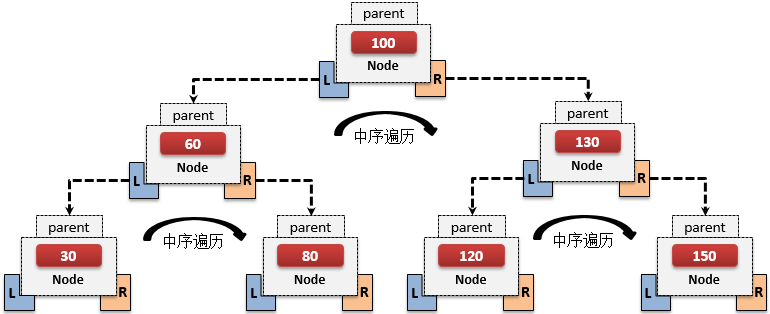 parent
100
Node
L
R
parent
60
Node
L
R
中序遍历
parent
130
Node
L
R
parent
30
Node
L
R
中序遍历
parent
80
Node
L
R
parent
120
Node
L
R
中序遍历
parent
150
Node
L
R